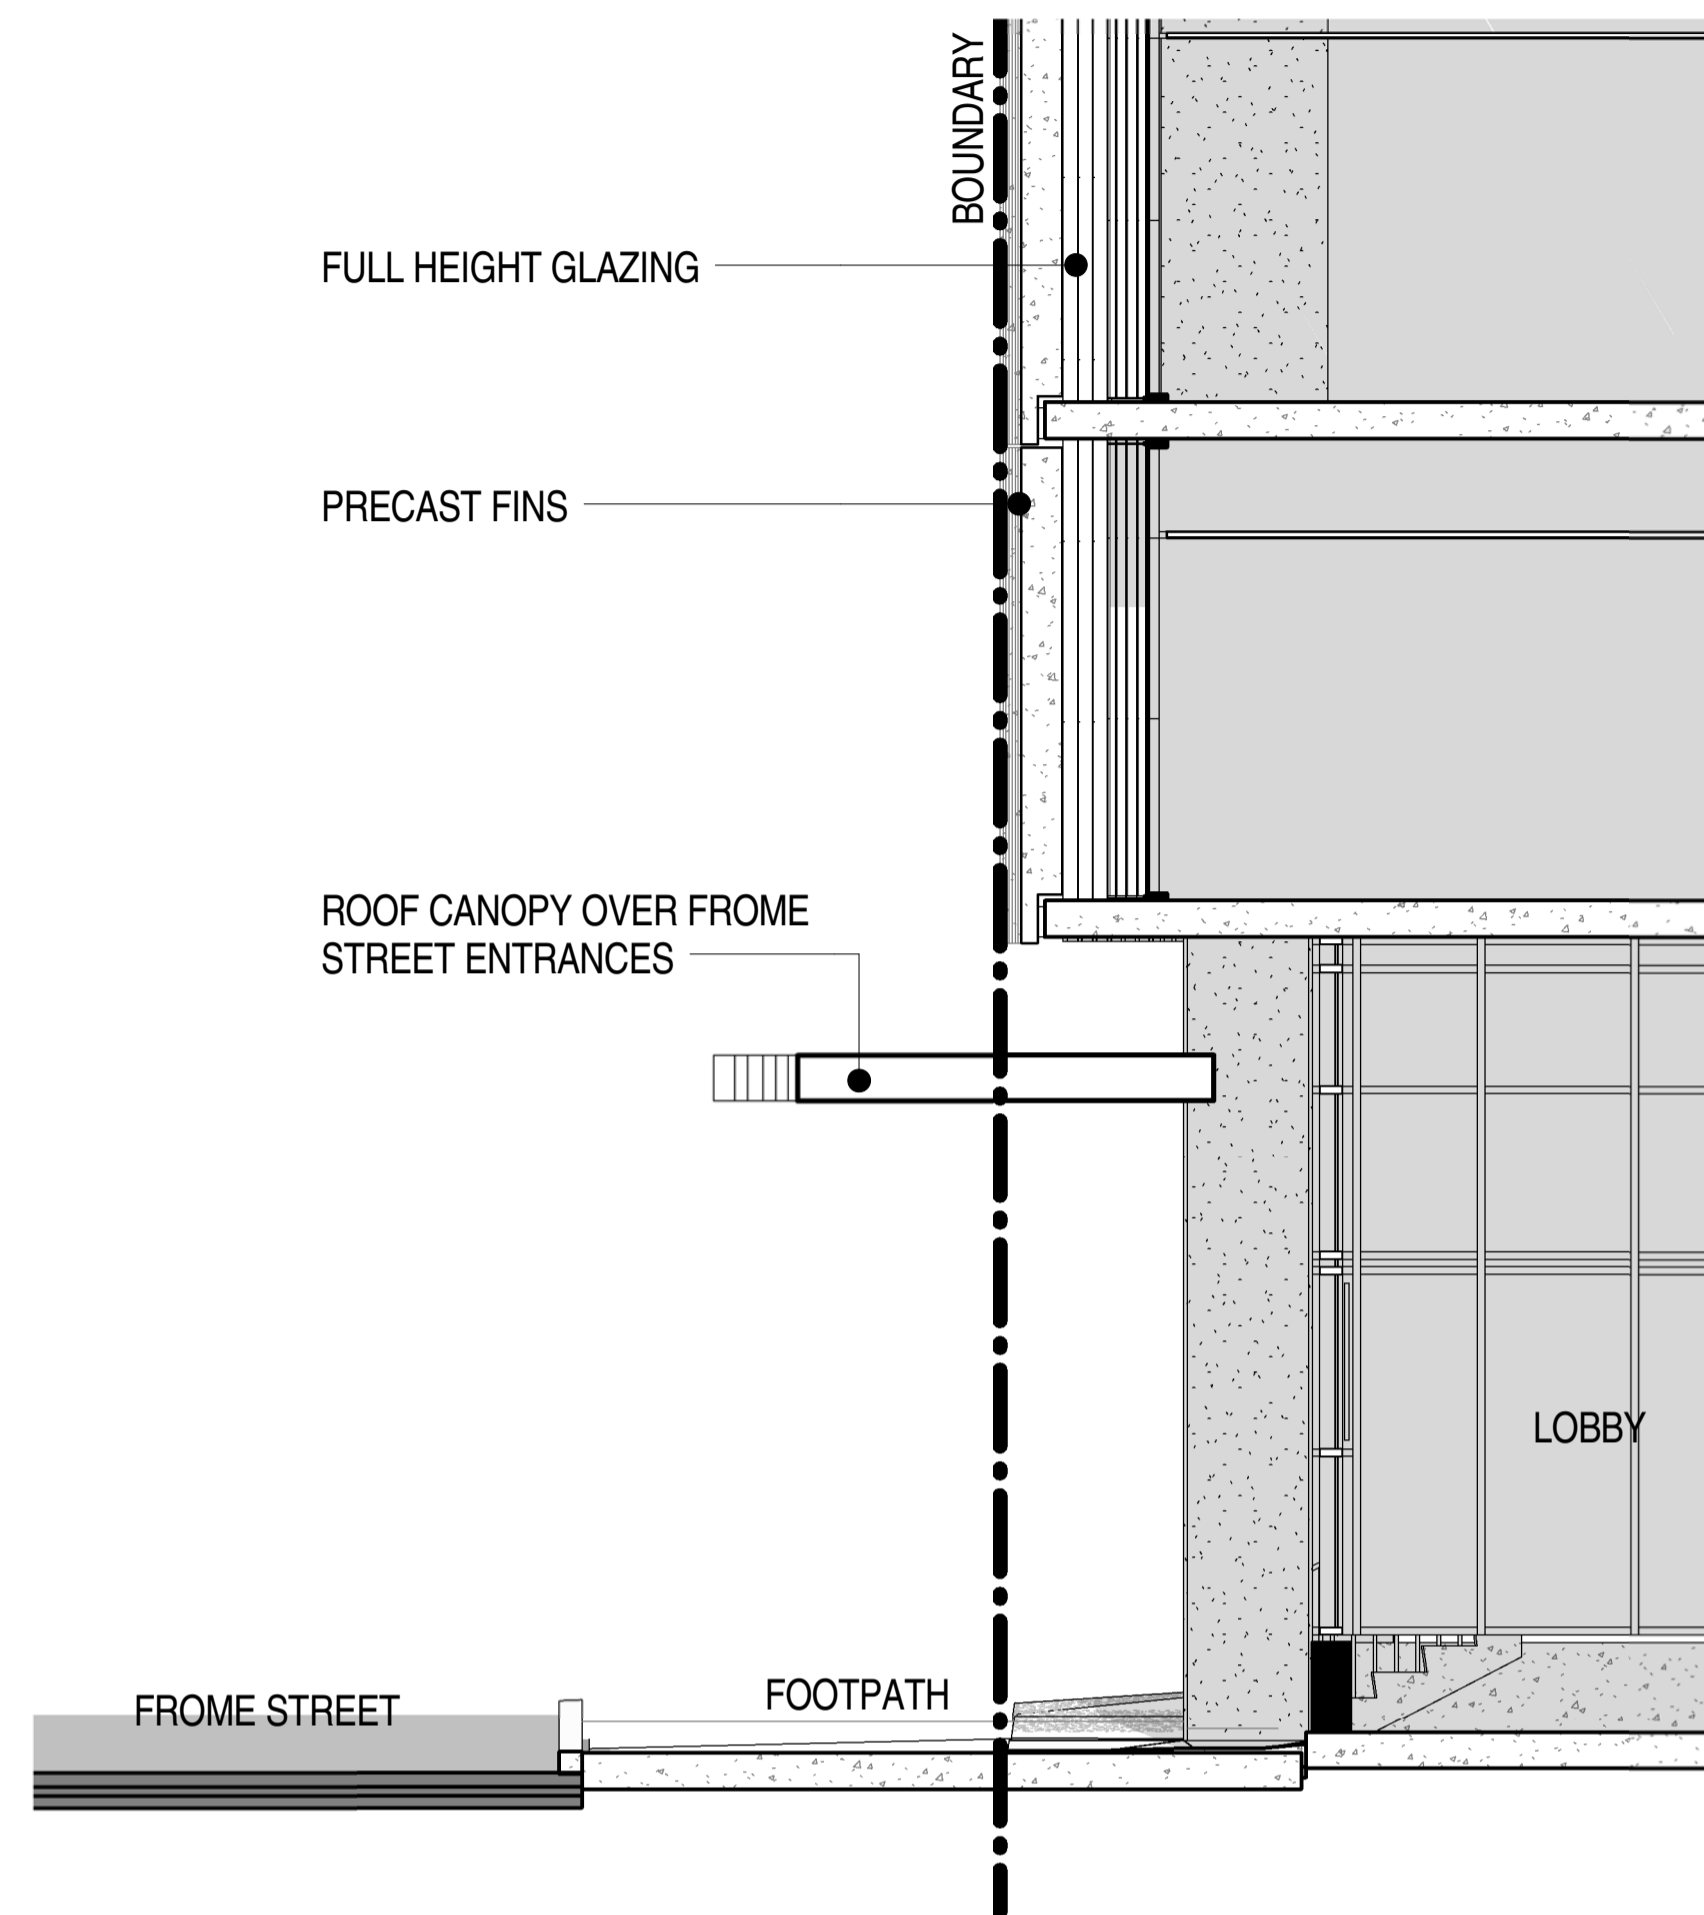 BOUNDARY
FULL HEIGHT GLAZING
PRECAST FINS
ROOF CANOPY OVER FROME
STREET ENTRANCES
LOBBY
FOOTPATH
FROME STREET